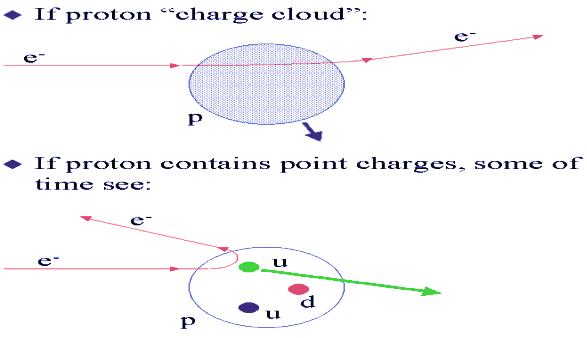 If proton “charge cloud”:
e-
e-
p
If proton contains point charges, some of
time see:
e-
e-
u
d
u
p